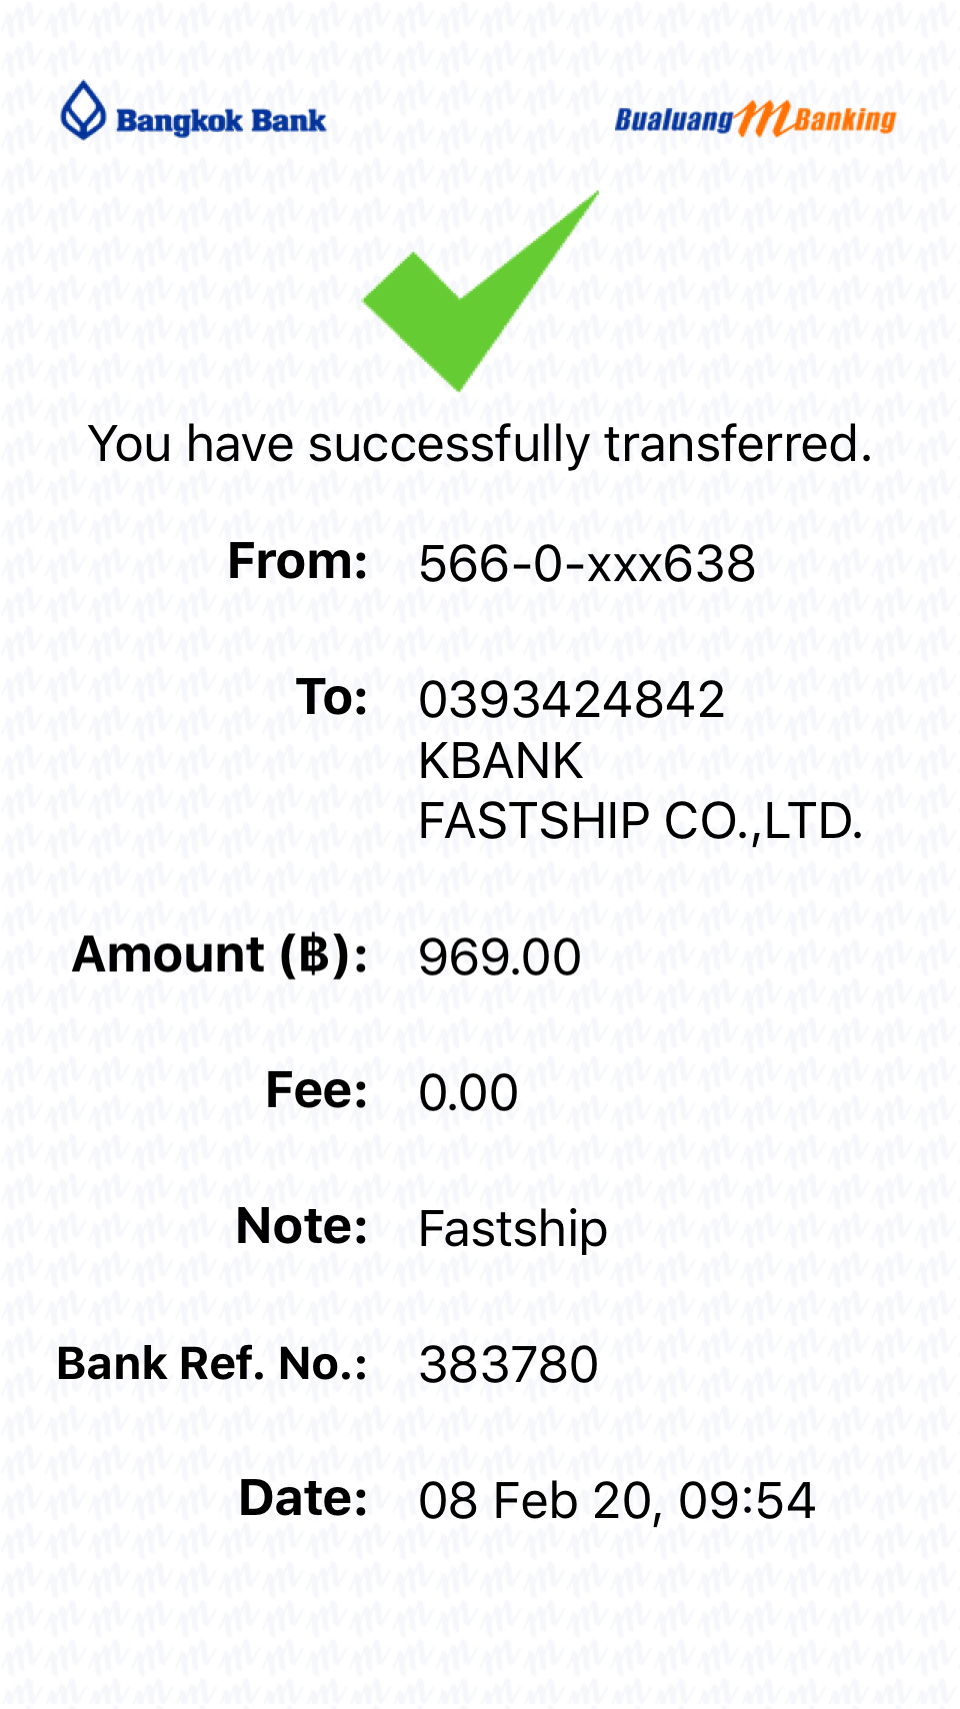 Bangkok Bank
Bualuang mBanking
You have successfully transferred.
From: 566-0-xxx638
To: 0393424842
KBANK
FASTSHIP CO.,LTD.
Amount (฿): 969.00
Fee: 0.00
Note: Fastship
Bank Ref. No.: 383780
Date: 08 Feb 20, 09:54